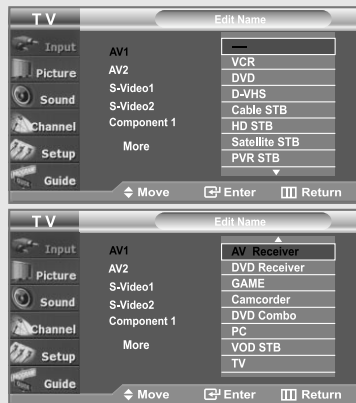 T V
Edit Name
Input
Picture
Sound
Channel
Setup
Guide
AV1
AV2
S-Video1
S-Video2
Component 1
More
—
VCR
DVD
D-VHS
Cable STB
HD STB
Satellite STB
PVR STB
Move
Enter
Return
T V
Edit Name
Input
Picture
Sound
Channel
Setup
Guide
AV1
AV2
S-Video1
S-Video2
Component 1
More
AV Receiver
DVD Receiver
GAME
Camcorder
DVD Combo
PC
VOD STB
TV
Move
Enter
Return